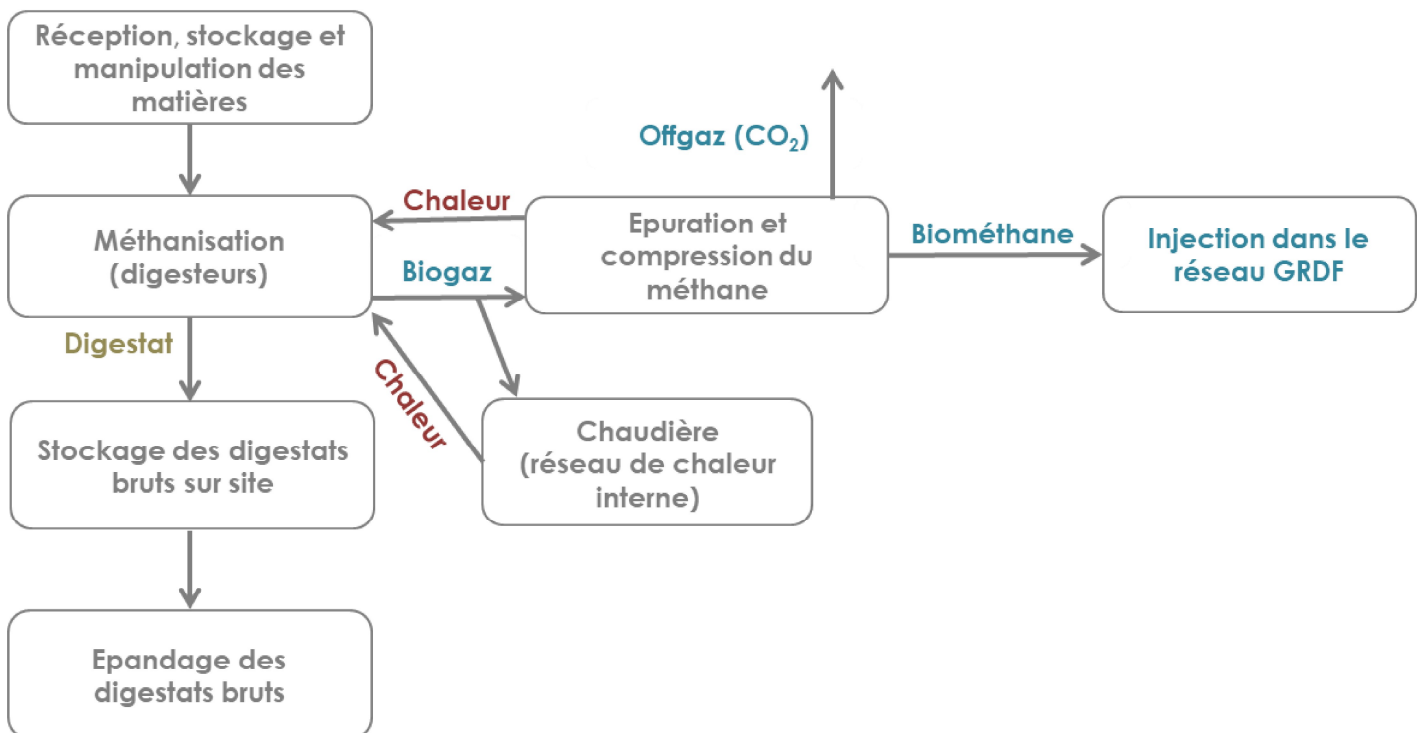 Réception, stockage et
manipulation des
matières
Offgaz (CO₂)
Chaleur
Méthanisation
(digesteurs)
Biogaz
Epuration et
compression du
méthane
Biométhane
Injection dans le
réseau GRDF
Digestat
Chaleur
Stockage des digestats
bruts sur site
Chaudière
(réseau de chaleur
interne)
Epandage des
digestats bruts